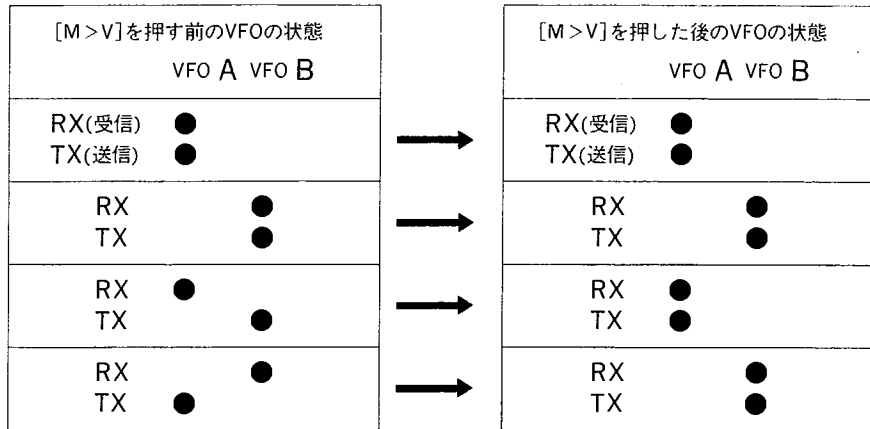 [M>V]を押す前のVFOの状態
VFO A VFO B
RX(受信)
TX(送信)
RX
TX
RX
TX
RX
TX
[M>V]を押した後のVFOの状態
VFO A VFO B
RX(受信)
TX(送信)
RX
TX
RX
TX
RX
TX